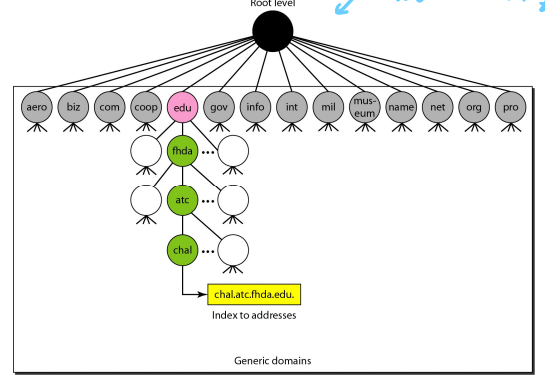 Root level
aero biz com coop edu gov info int mil mus-
eum name net org pro
fhda ...
atc ...
chal ...
chal.atc.fhda.edu.
Index to addresses
Generic domains